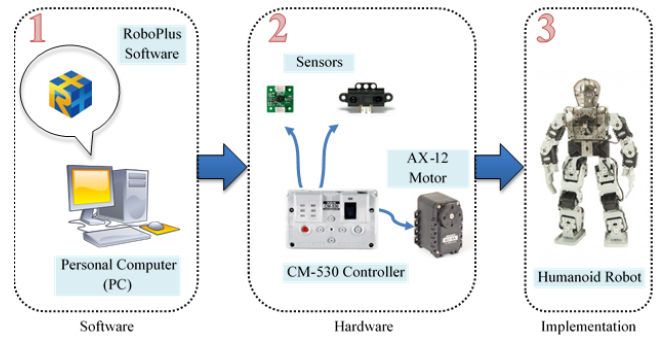 1
RoboPlus
Software
Personal Computer
(PC)
Software
2
Sensors
AX-12
Motor
CM-530 Controller
Hardware
3
Humanoid Robot
Implementation